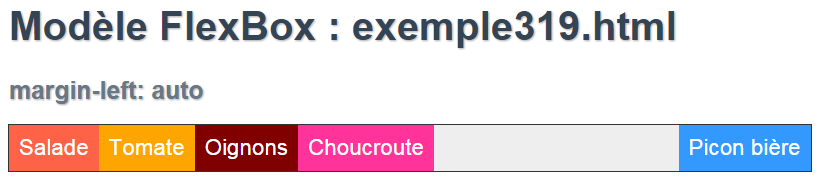 Modèle FlexBox : exemple319.html
margin-left: auto
Salade Tomate Oignons Choucroute Picon bière